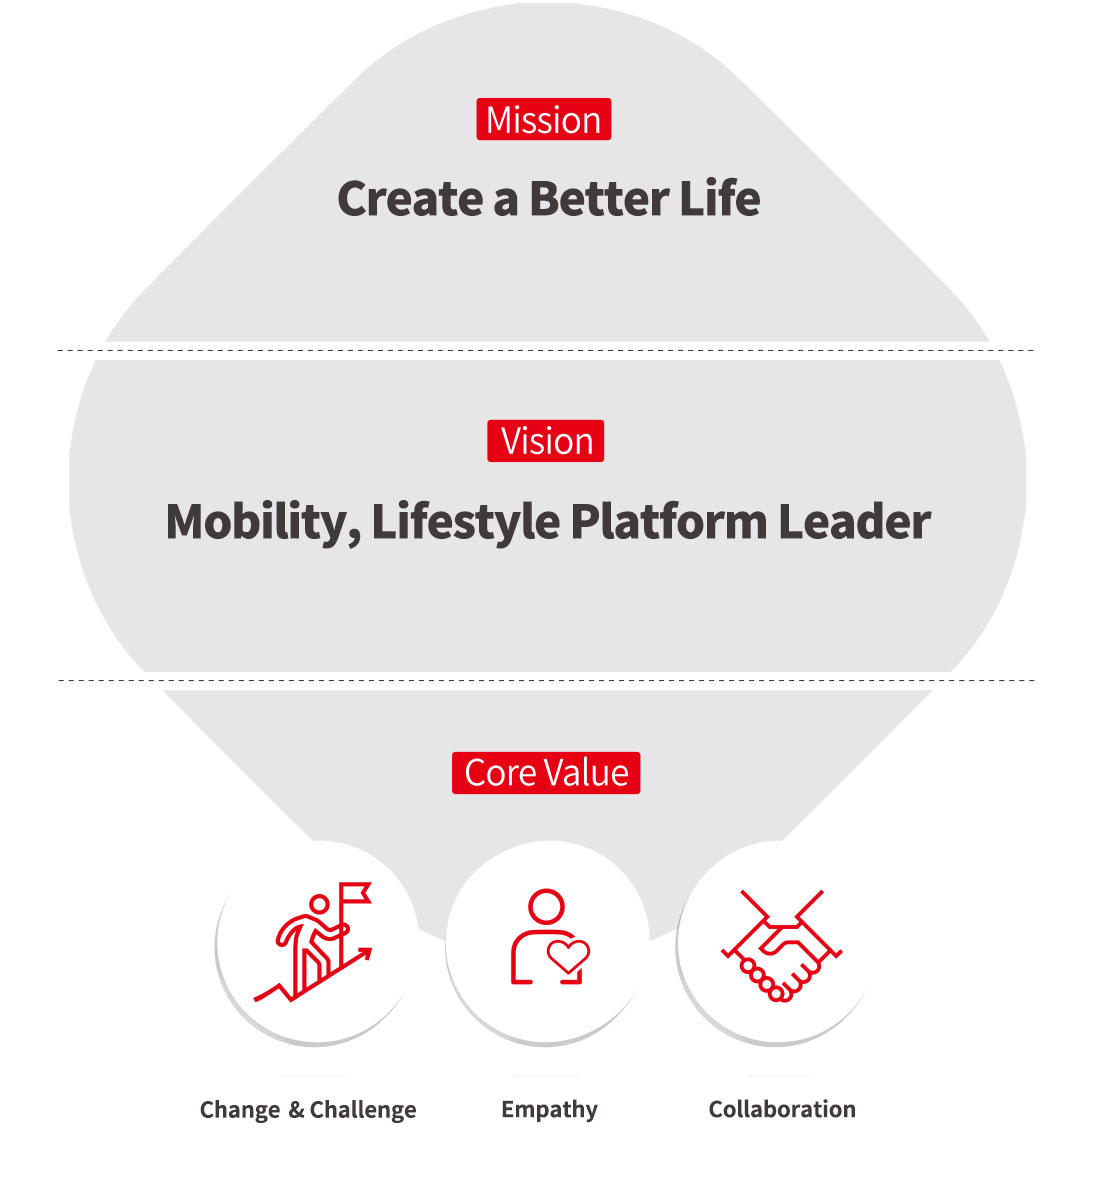 Mission
Create a Better Life
Vision
Mobility, Lifestyle Platform Leader
Core Value
Change & Challenge
Empathy
Collaboration